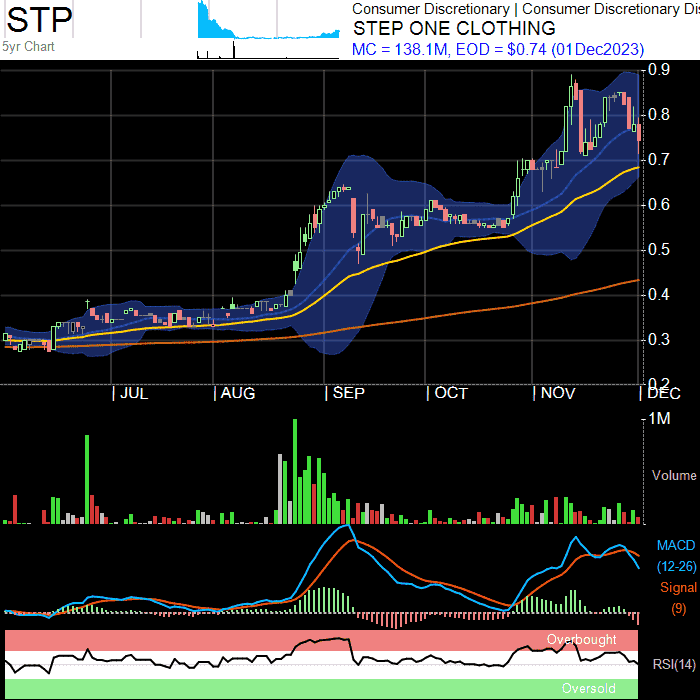 STP
5yr Chart
Consumer Discretionary | Consumer Discretionary Dis
STEP ONE CLOTHING
MC = 138.1M, EOD = $0.74 (01Dec2023)
0.9
0.8
0.7
0.6
0.5
0.4
0.3
0.2
JUL
AUG
SEP
OCT
NOV
DEC
1M
Volume
MACD
(12-26)
Signal
(9)
Overbought
RSI(14)
Oversold